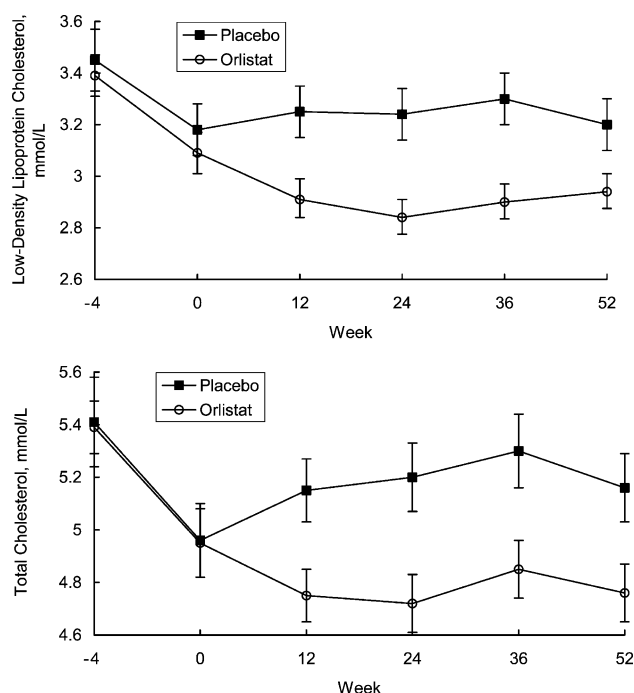 Low-Density Lipoprotein Cholesterol,
mmol/L
3.6
3.4
3.2
3
2.8
2.6
Placebo
Orlistat
-4
0
12
24
36
52
Week
Total Cholesterol, mmol/L
5.6
5.4
5.2
5
4.8
4.6
Placebo
Orlistat
-4
0
12
24
36
52
Week